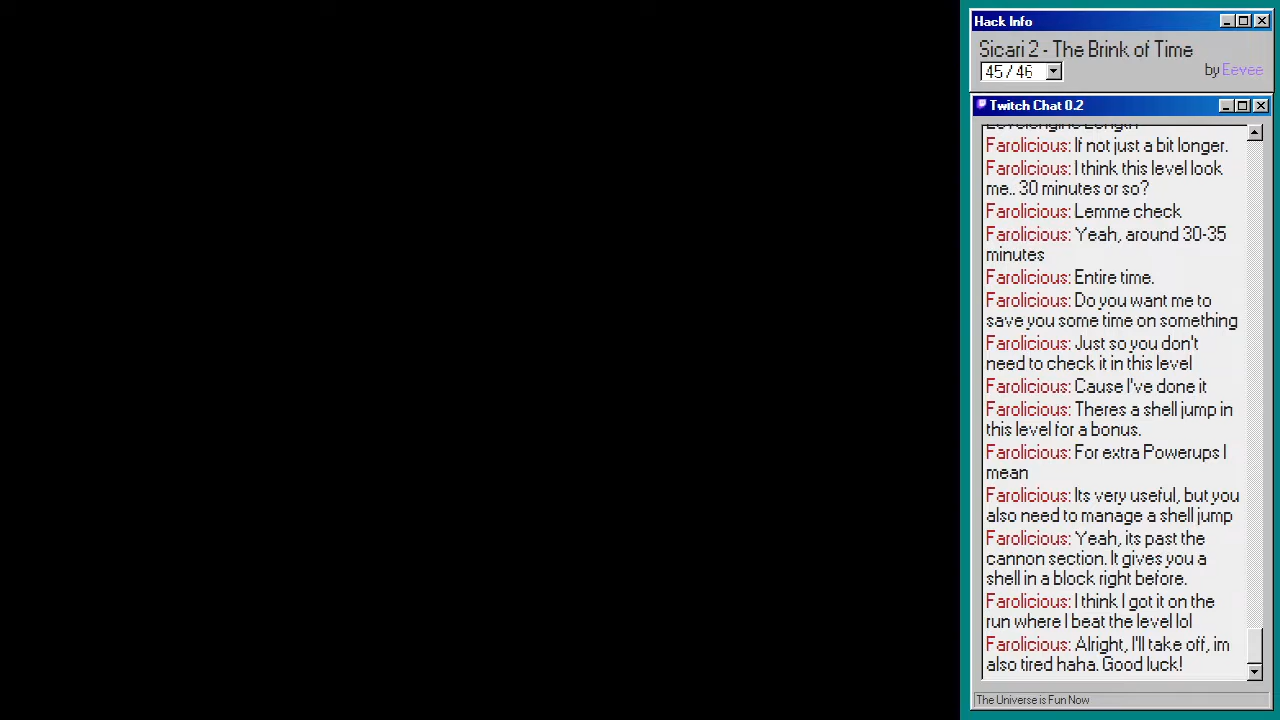 Hack Info
Sicari 2 - The Brink of Time
45 / 46
by Eevee
Twitch Chat 0.2
Farolicious: If not just a bit longer.
Farolicious: I think this level look
me.. 30 minutes or so?
Farolicious: Lemme check
Farolicious: Yeah, around 30-35
minutes
Farolicious: Entire time.
Farolicious: Do you want me to
save you some time on something
Farolicious: Just so you don't
need to check it in this level
Farolicious: Cause I've done it
Farolicious: Theres a shell jump in
this level for a bonus.
Farolicious: For extra Powerups I
mean
Farolicious: Its very useful, but you
also need to manage a shell jump
Farolicious: Yeah, its past the
cannon section. It gives you a
shell in a block right before.
Farolicious: I think I got it on the
run where I beat the level lol
Farolicious: Alright, I'll take off, im
also tired haha. Good luck!
The Universe is Fun Now